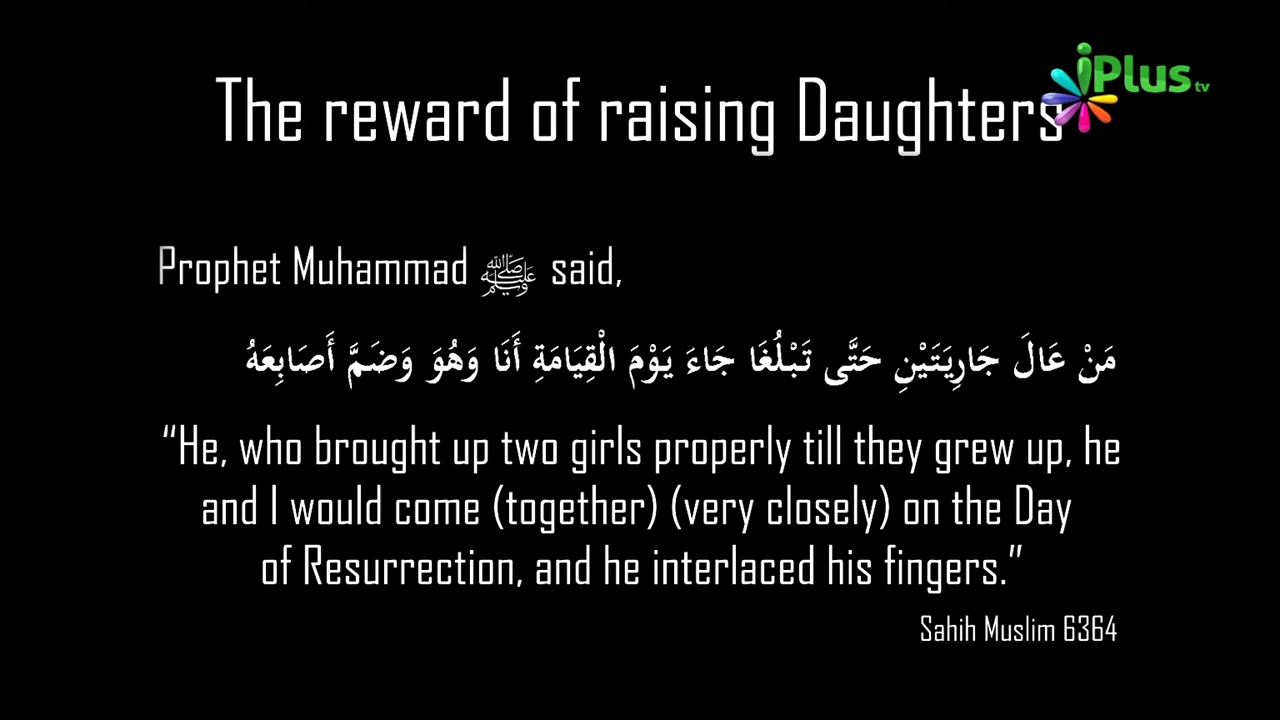 The reward of raising Daughters
iPlus tv
Prophet Muhammad ﷺ said,
مَنْ عَالَ جَارِيَتَيْنِ حَتَّى تَبْلُغَا جَاءَ يَوْمَ الْقِيَامَةِ أَنَا وَهُوَ وَضَمَّ أَصَابِعَهُ
“He, who brought up two girls properly till they grew up, he
and I would come (together) (very closely) on the Day
of Resurrection, and he interlaced his fingers.”
Sahih Muslim 6364